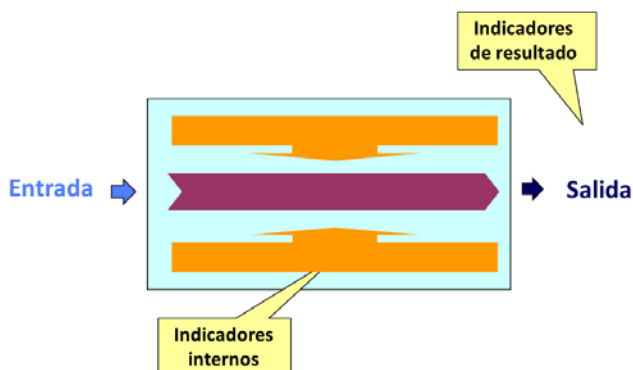 Indicadores
de resultado
Entrada
Salida
Indicadores
internos